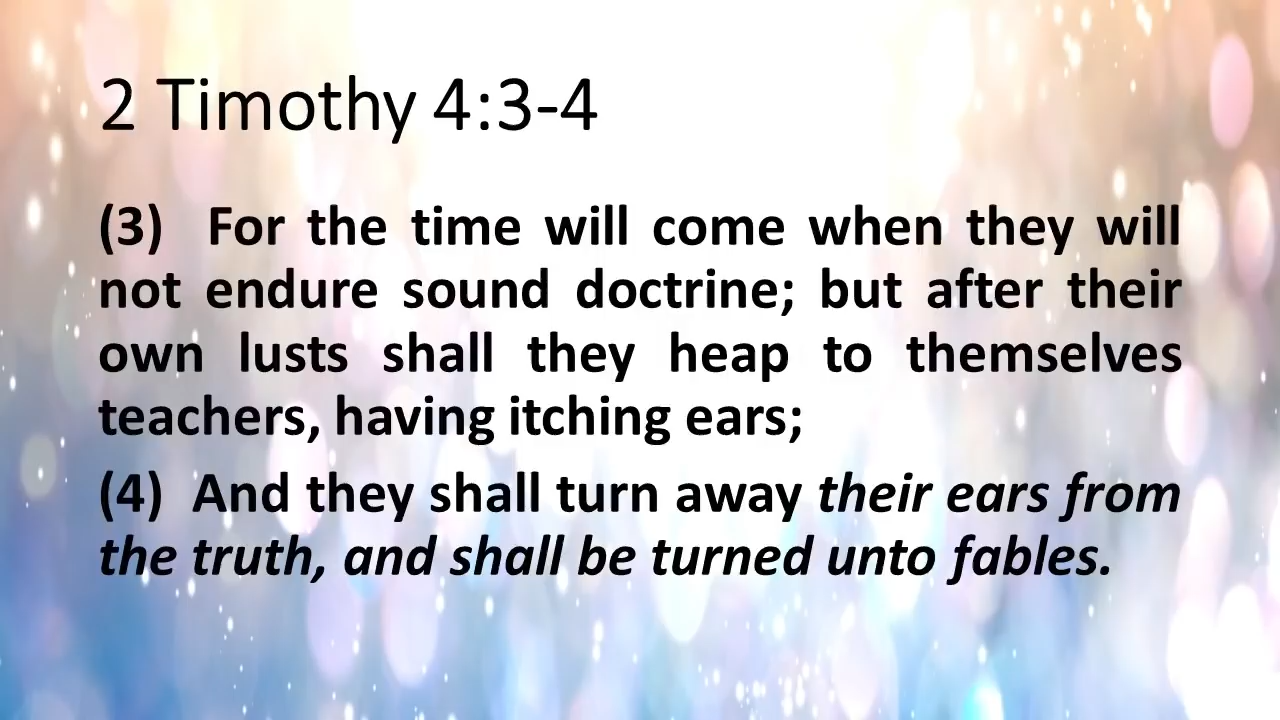 2 Timothy 4:3-4
(3) For the time will come when they will
not endure sound doctrine; but after their
own lusts shall they heap to themselves
teachers, having itching ears;
(4) And they shall turn away their ears from
the truth, and shall be turned unto fables.